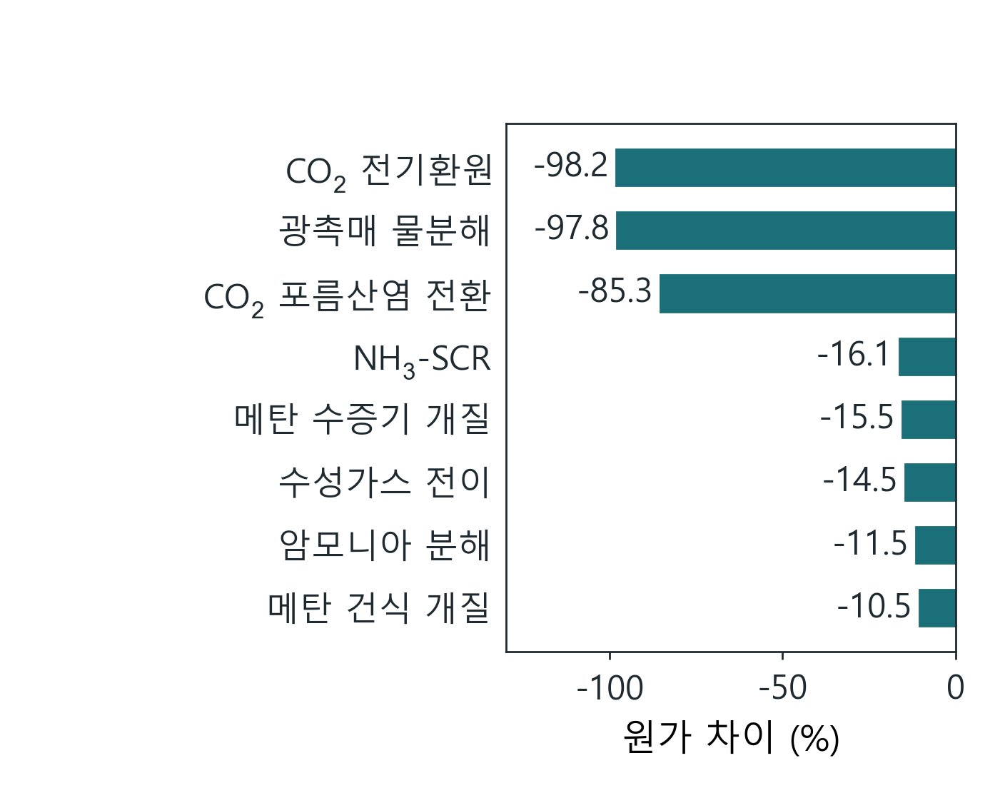 CO₂ 전기환원 -98.2
광촉매 물분해 -97.8
CO₂ 포름산염 전환 -85.3
NH₃-SCR -16.1
메탄 수증기 개질 -15.5
수성가스 전이 -14.5
암모니아 분해 -11.5
메탄 건식 개질 -10.5
-100 -50 0
원가 차이 (%)